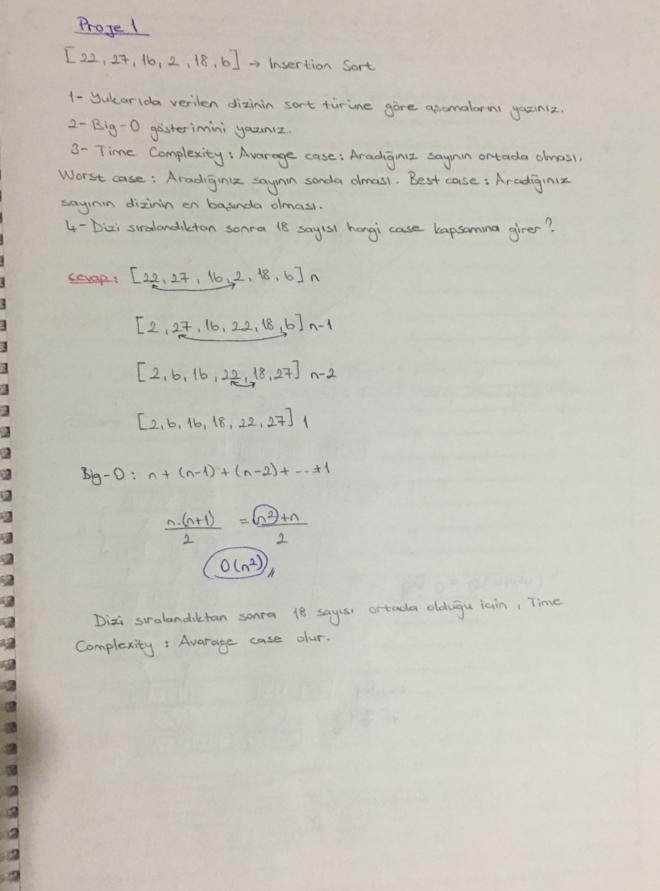 Proje 1
[22, 27, 16, 2, 18, 6] → Insertion Sort
1- Yukarıda verilen dizinin sort türüne göre aşamalarını yazınız.
2- Big-O gösterimini yazınız.
3- Time Complexity: Avarage case: Aradığınız sayının ortada olması,
Worst case: Aradığınız sayının sonda olması. Best case: Aradığınız
sayının dizinin en başında olması.
4- Dizi sıralandıktan sonra 18 sayısı hangi case kapsamına girer?
Cevap: [22, 27, 16, 2, 18, 6] n
[2, 27, 16, 22, 18, 6] n-1
[2, 6, 16, 22, 18, 27] n-2
[2, 6, 16, 18, 22, 27] 1
Big-O: n + (n-1) + (n-2) + ... +1
n.(n+1)/2 = n²+n/2
O(n²)
Dizi sıralandıktan sonra 18 sayısı ortada olduğu için, Time
Complexity: Avarage case olur.